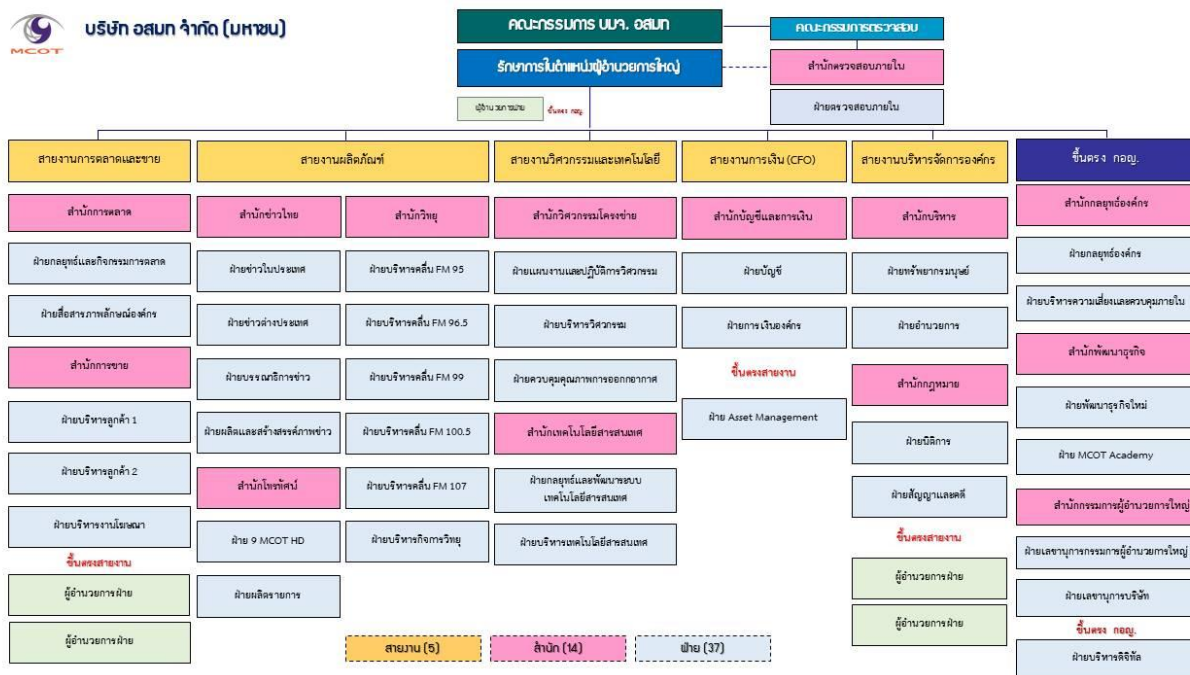 MCOT
บริษัท อสมท จำกัด (มหาชน)
คณะกรรมการ บมจ. อสมท
คณะกรรมการตรวจสอบ
รักษาการในตำแหน่งผู้อำนวยการใหญ่
สำนักตรวจสอบภายใน
ผู้อำนวยการฝ่าย
ขึ้นตรง กอญ.
ฝ่ายตรวจสอบภายใน
สายงานการตลาดและขาย
สำนักการตลาด
ฝ่ายกลยุทธ์และกิจกรรมการตลาด
ฝ่ายสื่อสารภาพลักษณ์องค์กร
สำนักการขาย
ฝ่ายบริหารลูกค้า 1
ฝ่ายบริหารลูกค้า 2
ฝ่ายบริหารงานโฆษณา
ขึ้นตรงสายงาน
ผู้อำนวยการฝ่าย
ผู้อำนวยการฝ่าย
สายงานผลิตภัณฑ์
สำนักข่าวไทย
ฝ่ายข่าวในประเทศ
ฝ่ายข่าวต่างประเทศ
ฝ่ายบรรณาธิการข่าว
ฝ่ายผลิตและสร้างสรรค์ภาพข่าว
สำนักโทรทัศน์
ฝ่าย 9 MCOT HD
ฝ่ายผลิตรายการ
สำนักวิทยุ
ฝ่ายบริหารคลื่น FM 95
ฝ่ายบริหารคลื่น FM 96.5
ฝ่ายบริหารคลื่น FM 99
ฝ่ายบริหารคลื่น FM 100.5
ฝ่ายบริหารคลื่น FM 107
ฝ่ายบริหารกิจการวิทยุ
สายงานวิศวกรรมและเทคโนโลยี
สำนักวิศวกรรมโครงข่าย
ฝ่ายแผนงานและปฏิบัติการวิศวกรรม
ฝ่ายบริหารวิศวกรรม
ฝ่ายควบคุมคุณภาพการออกอากาศ
สำนักเทคโนโลยีสารสนเทศ
ฝ่ายกลยุทธ์และพัฒนาระบบ
เทคโนโลยีสารสนเทศ
ฝ่ายบริหารเทคโนโลยีสารสนเทศ
สายงานการเงิน (CFO)
สำนักบัญชีและการเงิน
ฝ่ายบัญชี
ฝ่ายการเงินองค์กร
ขึ้นตรงสายงาน
ฝ่าย Asset Management
สายงานบริหารจัดการองค์กร
สำนักบริหาร
ฝ่ายทรัพยากรมนุษย์
ฝ่ายอำนวยการ
สำนักกฎหมาย
ฝ่ายนิติการ
ฝ่ายสัญญาและคดี
ขึ้นตรงสายงาน
ผู้อำนวยการฝ่าย
ผู้อำนวยการฝ่าย
ขึ้นตรง กอญ.
สำนักกลยุทธ์องค์กร
ฝ่ายกลยุทธ์องค์กร
ฝ่ายบริหารความเสี่ยงและควบคุมภายใน
สำนักพัฒนาธุรกิจ
ฝ่ายพัฒนาธุรกิจใหม่
ฝ่าย MCOT Academy
สำนักกรรมการผู้อำนวยการใหญ่
ฝ่ายเลขานุการกรรมการผู้อำนวยการใหญ่
ฝ่ายเลขานุการบริษัท
ขึ้นตรง กอญ.
ฝ่ายบริหารดิจิทัล
สายงาน (5)
สำนัก (14)
ฝ่าย (37)